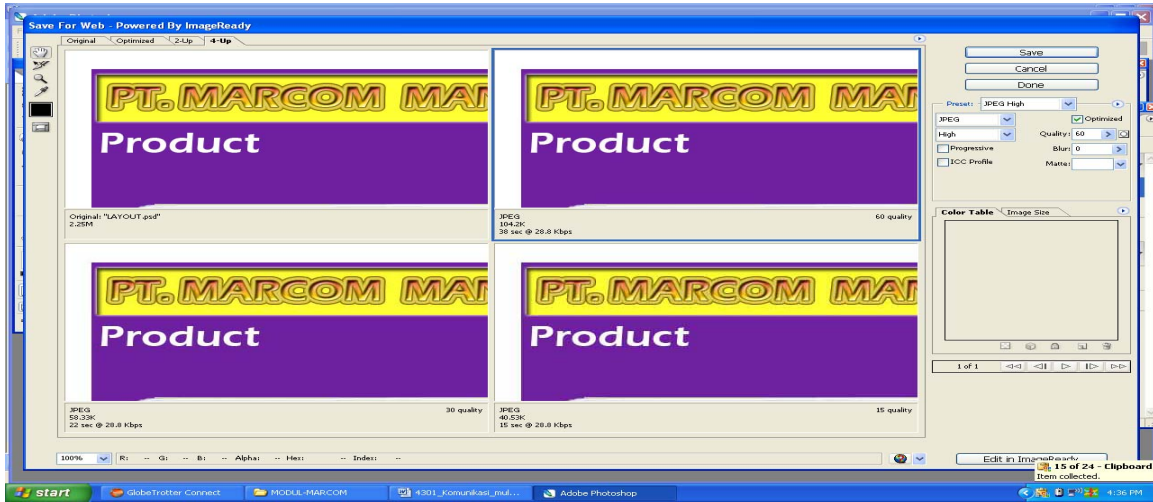 Save For Web - Powered By ImageReady
Original Optimized 2-Up 4-Up
PT. MARCOM MAN
Product
Original: "LAYOUT.psd"
2.25M
PT. MARCOM MAN
Product
JPEG 60 quality
104.2K
38 sec @ 28.8 Kbps
PT. MARCOM MAN
Product
JPEG 30 quality
58.33K
22 sec @ 28.8 Kbps
PT. MARCOM MAN
Product
JPEG 15 quality
40.53K
15 sec @ 28.8 Kbps
Save
Cancel
Done
Preset: JPEG High
JPEG Optimized
High Quality: 60
Progressive Blur: 0
ICC Profile Matte:
Color Table Image Size
1 of 1
100% R: -- G: -- B: -- Alpha: -- Hex: -- Index: --
Edit in ImageReady
15 of 24 - Clipboard
Item collected.
start GlobeTrotter Connect MODUL-MARCOM 4301_Komunikasi_mul... Adobe Photoshop 4:36 PM